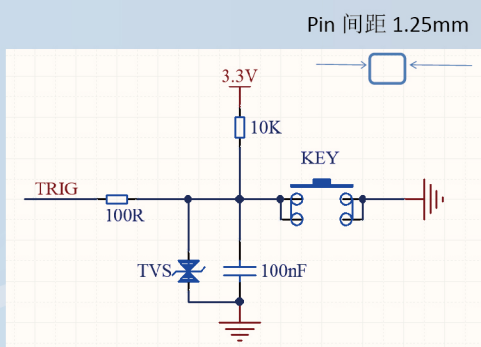 Pin 间距 1.25mm
3.3V
10K
KEY
TRIG
100R
TVS
100nF